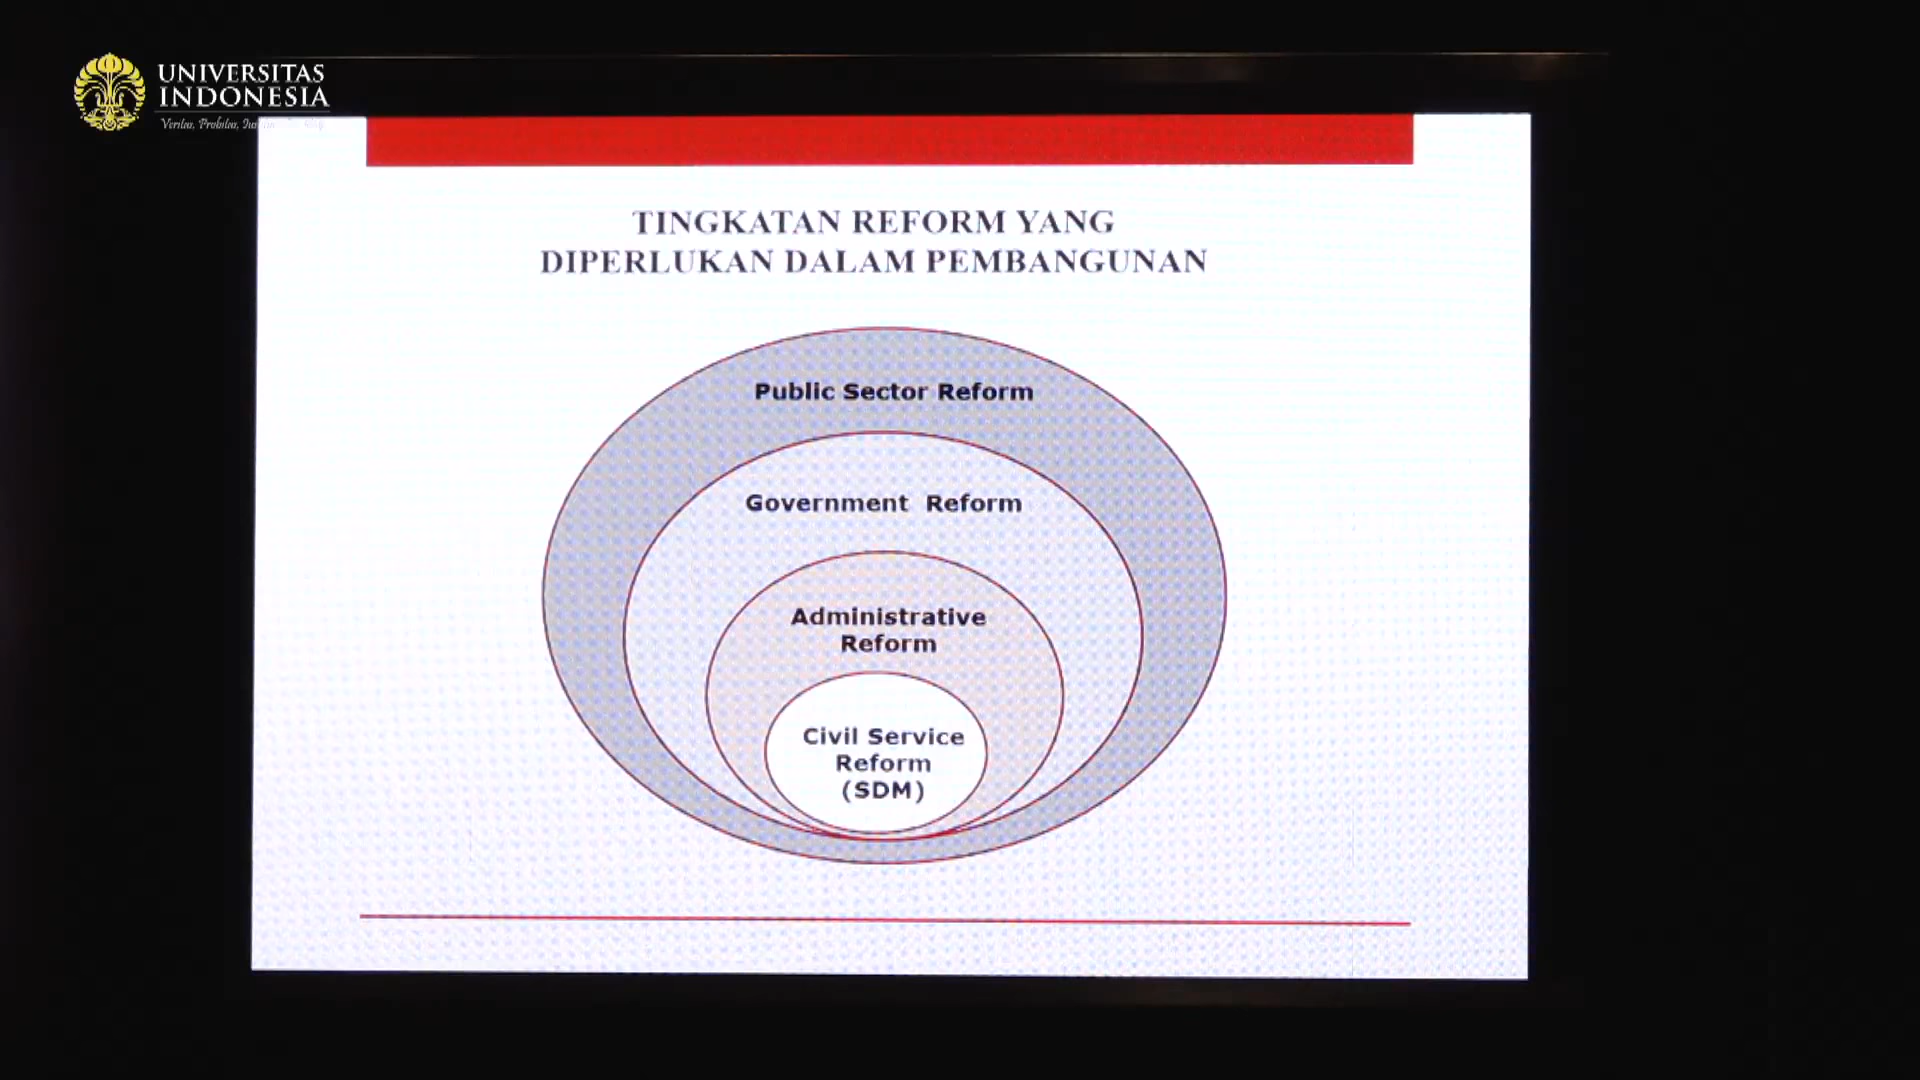 UNIVERSITAS
INDONESIA
Veritas, Probitas,
TINGKATAN REFORM YANG
DIPERLUKAN DALAM PEMBANGUNAN
Public Sector Reform
Government Reform
Administrative
Reform
Civil Service
Reform
(SDM)